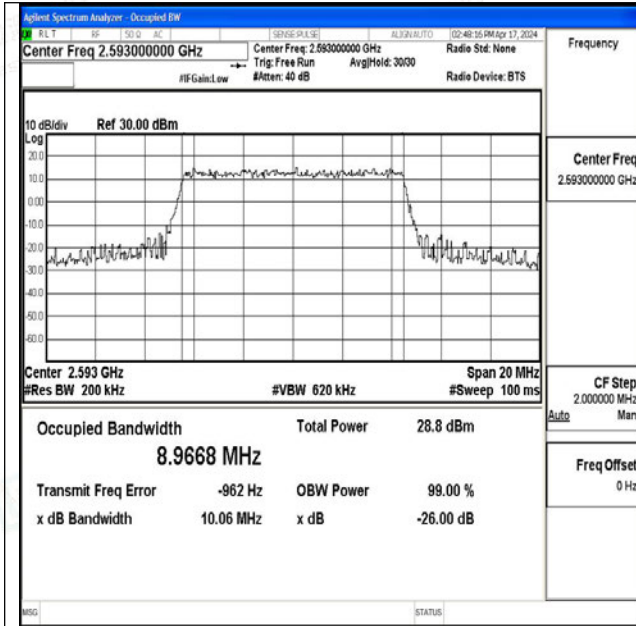 Agilent Spectrum Analyzer - Occupied BW
RLT RF 50 Ω AC SENSE:PULSE ALIGNAUTO 02:48:16 PM Apr 17, 2024
Center Freq 2.593000000 GHz
Center Freq: 2.593000000 GHz
Radio Std: None
Trig: Free Run Avg|Hold: 30/30
#IFGain:Low #Atten: 40 dB Radio Device: BTS
10 dB/div Ref 30.00 dBm
Log
20.0
10.0
0.00
-10.0
-20.0
-30.0
-40.0
-50.0
-60.0
Center 2.593 GHz Span 20 MHz
#Res BW 200 kHz #VBW 620 kHz #Sweep 100 ms
Occupied Bandwidth Total Power 28.8 dBm
8.9668 MHz
Transmit Freq Error -962 Hz OBW Power 99.00 %
x dB Bandwidth 10.06 MHz x dB -26.00 dB
MSG STATUS
Frequency
Center Freq
2.593000000 GHz
CF Step
2.000000 MHz
Auto Man
Freq Offset
0 Hz